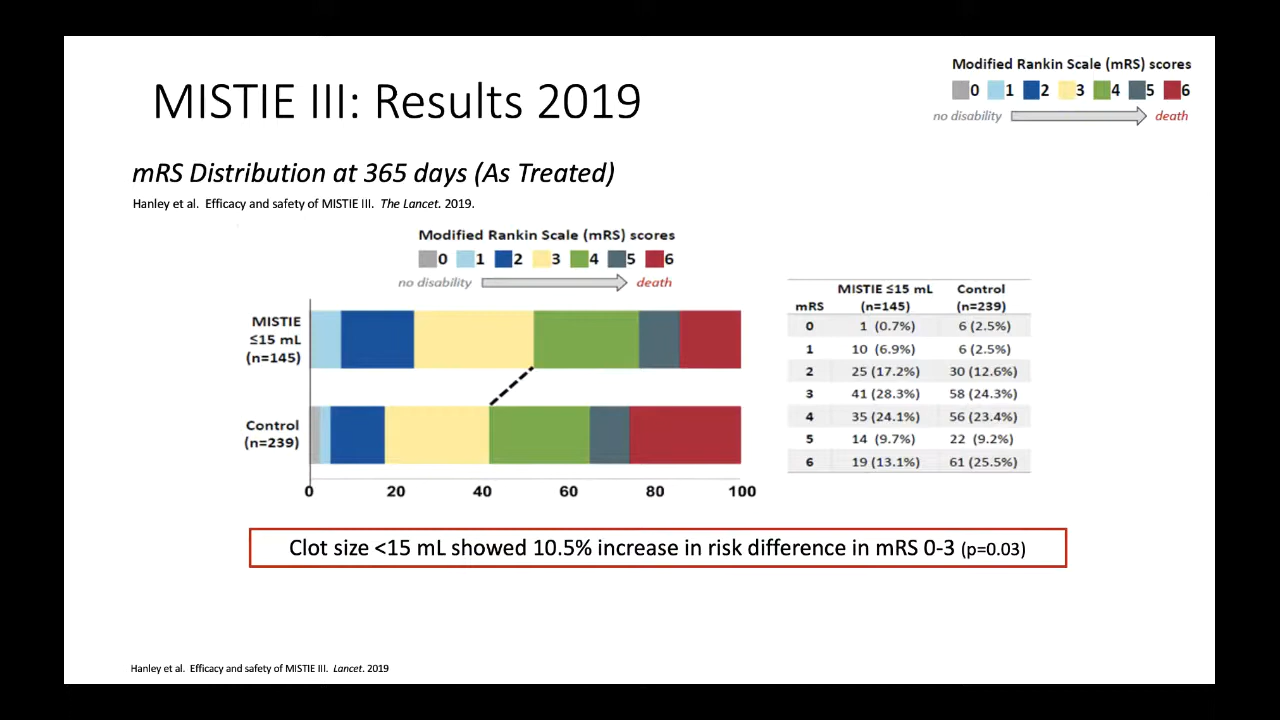 MISTIE III: Results 2019
Modified Rankin Scale (mRS) scores
0 1 2 3 4 5 6
no disability death
mRS Distribution at 365 days (As Treated)
Hanley et al. Efficacy and safety of MISTIE III. The Lancet. 2019.
Modified Rankin Scale (mRS) scores
0 1 2 3 4 5 6
no disability death
MISTIE
≤15 mL
(n=145)
Control
(n=239)
0 20 40 60 80 100
MISTIE ≤15 mL Control
mRS (n=145) (n=239)
0 1 (0.7%) 6 (2.5%)
1 10 (6.9%) 6 (2.5%)
2 25 (17.2%) 30 (12.6%)
3 41 (28.3%) 58 (24.3%)
4 35 (24.1%) 56 (23.4%)
5 14 (9.7%) 22 (9.2%)
6 19 (13.1%) 61 (25.5%)
Clot size <15 mL showed 10.5% increase in risk difference in mRS 0-3 (p=0.03)
Hanley et al. Efficacy and safety of MISTIE III. Lancet. 2019